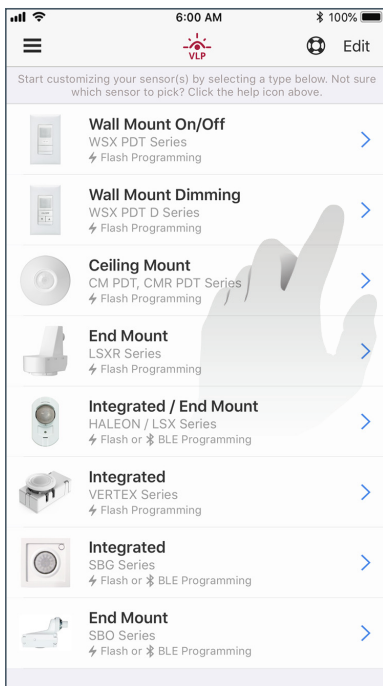 6:00 AM
100%
VLP
Edit
Start customizing your sensor(s) by selecting a type below. Not sure
which sensor to pick? Click the help icon above.
Wall Mount On/Off
WSX PDT Series
Flash Programming
Wall Mount Dimming
WSX PDT D Series
Flash Programming
Ceiling Mount
CM PDT, CMR PDT Series
Flash Programming
End Mount
LSXR Series
Flash Programming
Integrated / End Mount
HALEON / LSX Series
Flash or BLE Programming
Integrated
VERTEX Series
Flash Programming
Integrated
SBG Series
Flash or BLE Programming
End Mount
SBO Series
Flash or BLE Programming